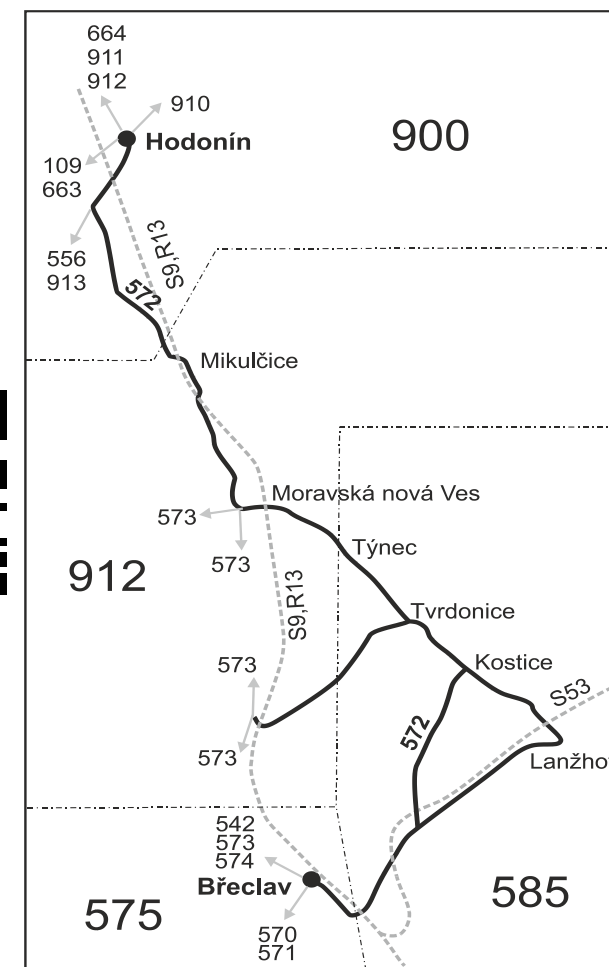 664
911
912
910
Hodonín
900
109
663
556
913
S9,R13
572
Mikulčice
Moravská nová Ves
573
573
Týnec
912
S9,R13
Tvrdonice
573
Kostice
S53
572
573
Lanžho
542
573
574
Břeclav
585
575
570
571